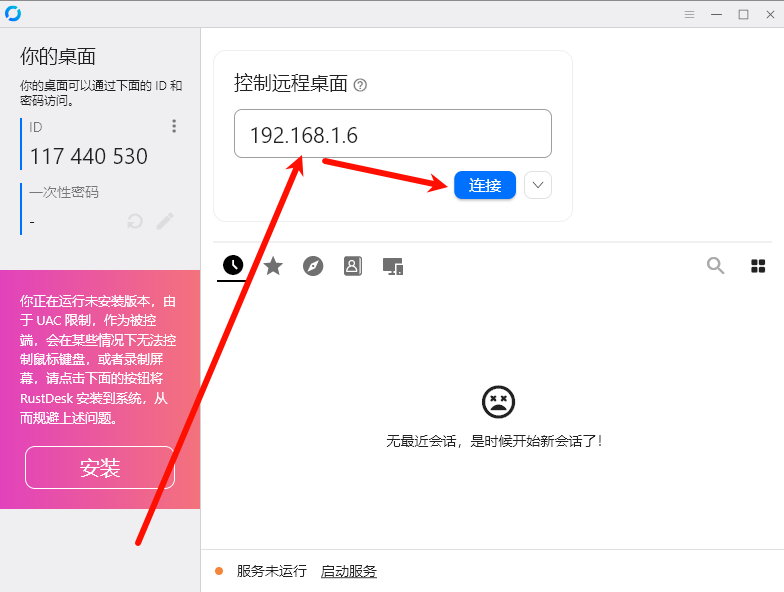 你的桌面
你的桌面可以通过下面的 ID 和
密码访问。
ID
117 440 530
一次性密码
-
你正在运行未安装版本，由
于 UAC 限制，作为被控
端，会在某些情况下无法控
制鼠标键盘，或者录制屏
幕，请点击下面的按钮将
RustDesk 安装到系统，从
而规避上述问题。
安装
控制远程桌面
192.168.1.6
连接
无最近会话，是时候开始新会话了！
服务未运行 启动服务